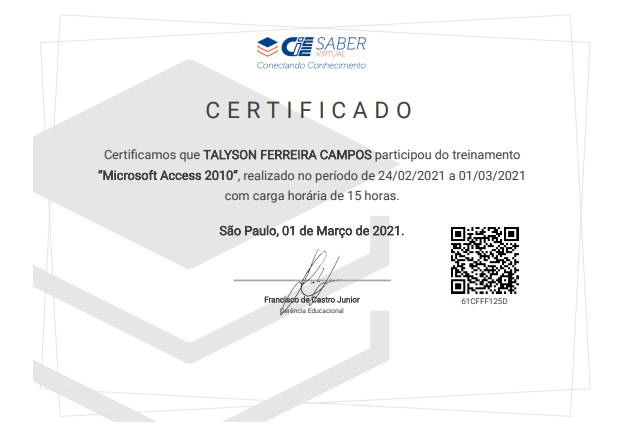 CIEE SABER
VIRTUAL
Conectando Conhecimento
CERTIFICADO
Certificamos que TALYSON FERREIRA CAMPOS participou do treinamento
“Microsoft Access 2010”, realizado no período de 24/02/2021 a 01/03/2021
com carga horária de 15 horas.
São Paulo, 01 de Março de 2021.
Francisco de Castro Junior
Gerência Educacional
61CFFF125D